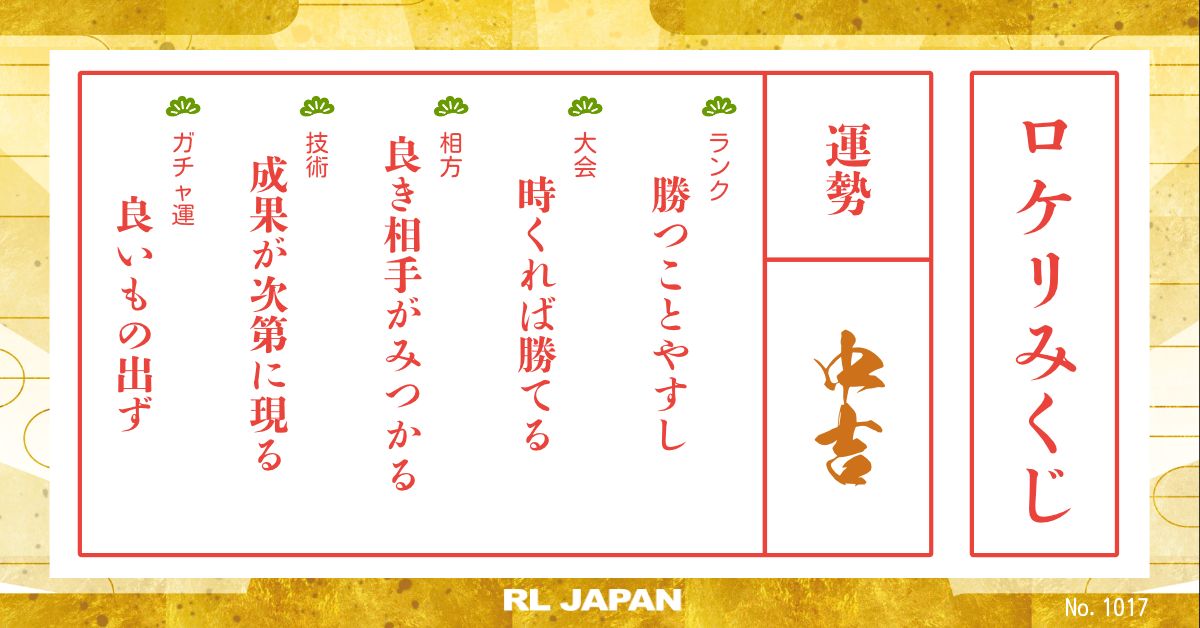 ロケリみくじ
運勢
中吉
ランク
勝つことやすし
大会
時くれば勝てる
相方
良き相手がみつかる
技術
成果が次第に現る
ガチャ運
良いもの出ず
RL JAPAN
No. 1017